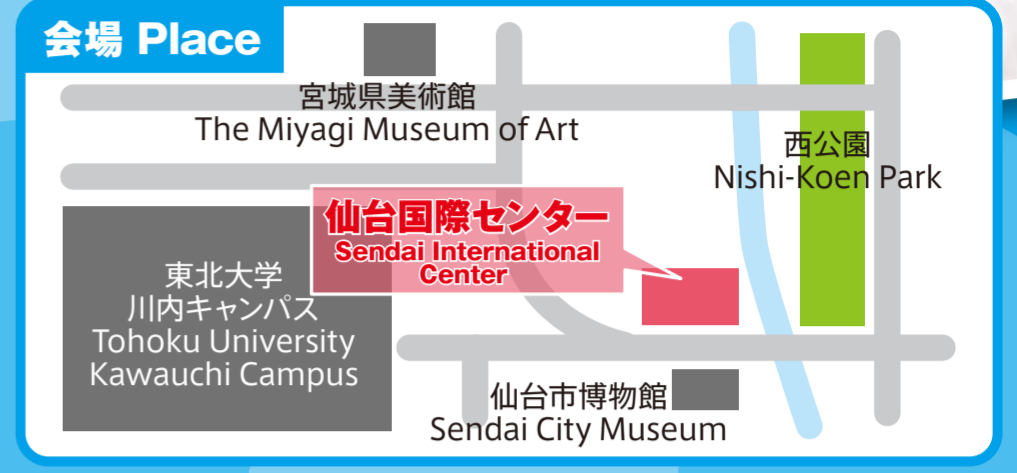 会場 Place
宮城県美術館
The Miyagi Museum of Art
西公園
Nishi-Koen Park
仙台国際センター
Sendai International
Center
東北大学
川内キャンパス
Tohoku University
Kawauchi Campus
仙台市博物館
Sendai City Museum